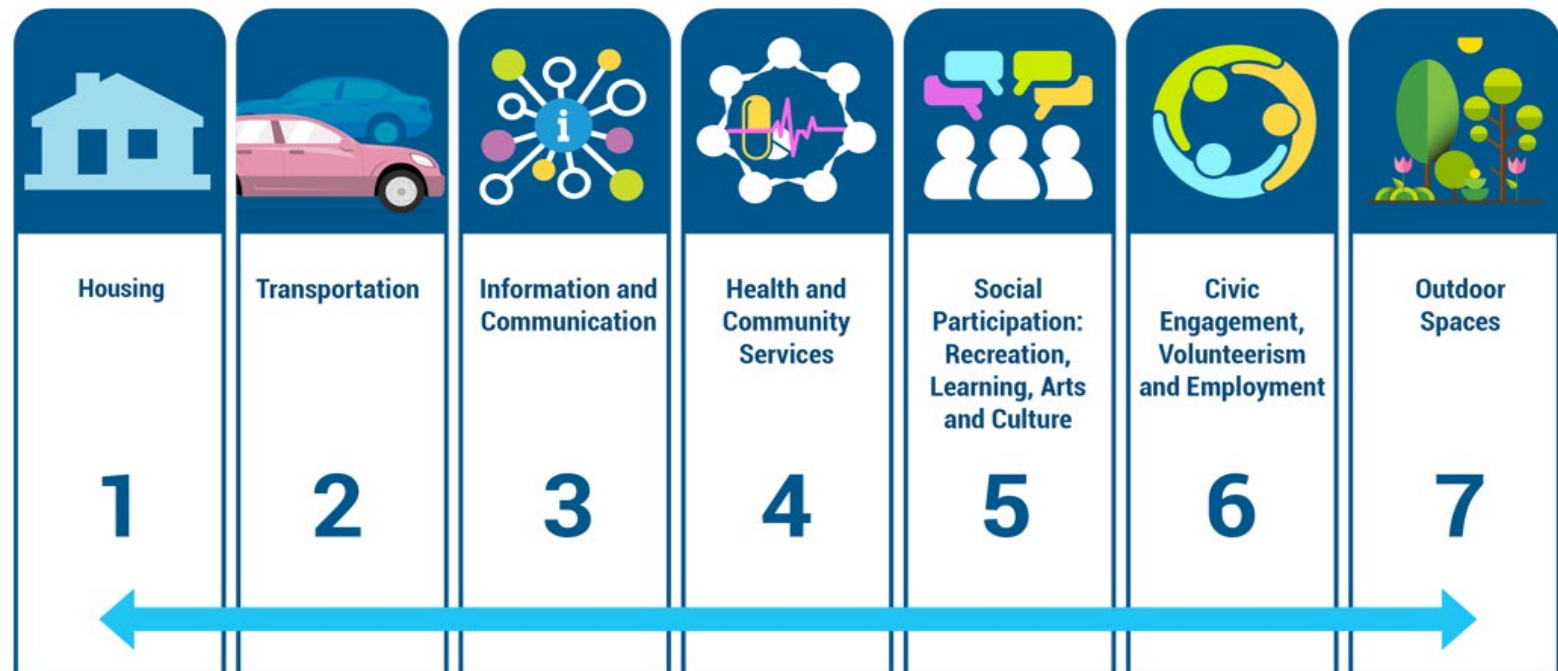 i
Housing
Transportation
Information and
Communication
Health and
Community
Services
Social
Participation:
Recreation,
Learning, Arts
and Culture
Civic
Engagement,
Volunteerism
and Employment
Outdoor
Spaces
1
2
3
4
5
6
7